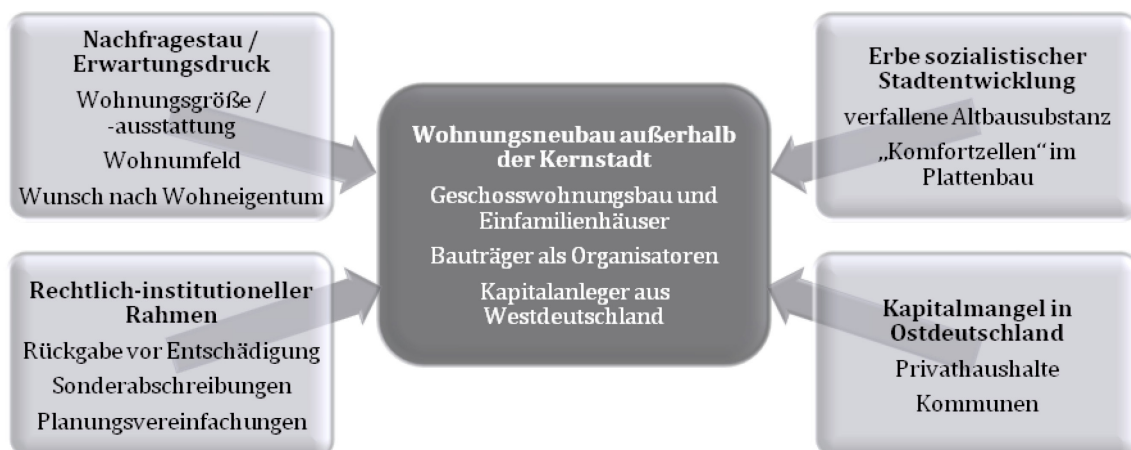 Nachfragestau /
Erwartungsdruck
Wohnungsgröße /
-ausstattung
Wohnumfeld
Wunsch nach Wohneigentum
Rechtlich-institutioneller
Rahmen
Rückgabe vor Entschädigung
Sonderabschreibungen
Planungsvereinfachungen
Wohnungsneubau außerhalb
der Kernstadt
Geschosswohnungsbau und
Einfamilienhäuser
Bauträger als Organisatoren
Kapitalanleger aus
Westdeutschland
Erbe sozialistischer
Stadtentwicklung
verfallene Altbausubstanz
„Komfortzellen“ im
Plattenbau
Kapitalmangel in
Ostdeutschland
Privathaushalte
Kommunen